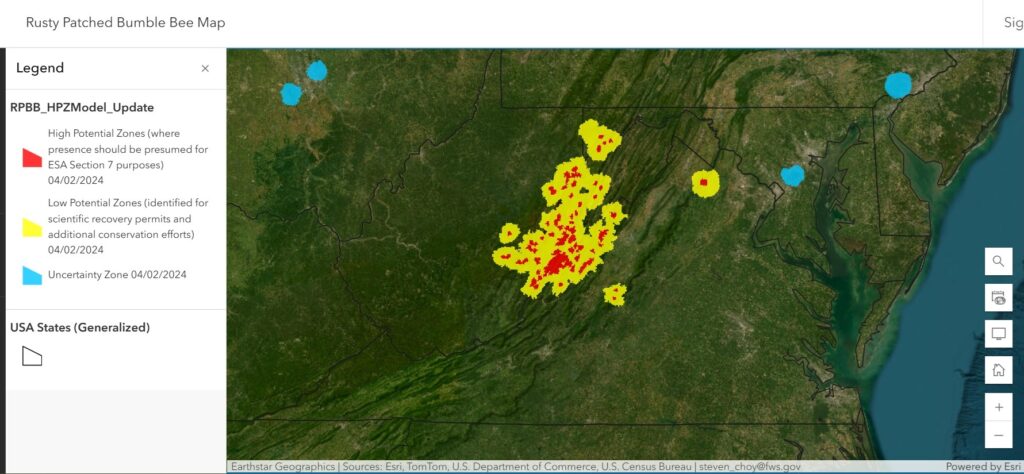 Rusty Patched Bumble Bee Map
Sig
Legend
RPBB_HPZModel_Update
High Potential Zones (where
presence should be presumed for
ESA Section 7 purposes)
04/02/2024
Low Potential Zones (identified for
scientific recovery permits and
additional conservation efforts)
04/02/2024
Uncertainty Zone 04/02/2024
USA States (Generalized)
Earthstar Geographics | Sources: Esri, TomTom, U.S. Department of Commerce, U.S. Census Bureau | steven_choy@fws.gov
Powered by Esri